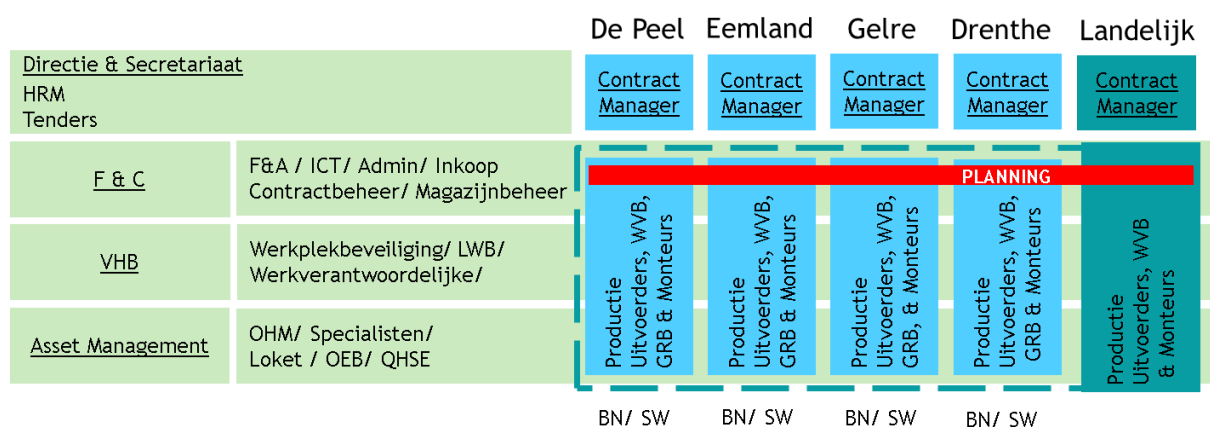 De Peel
Eemland
Gelre
Drenthe
Landelijk
Directie & Secretariaat
HRM
Tenders
Contract
Manager
Contract
Manager
Contract
Manager
Contract
Manager
Contract
Manager
F & C
F&A / ICT/ Admin/ Inkoop
Contractbeheer/ Magazijnbeheer
PLANNING
VHB
Werkplekbeveiliging/ LWB/
Werkverantwoordelijke/
Asset Management
OHM/ Specialisten/
Loket / OEB/ QHSE
Productie
Uitvoerders, WVB,
GRB & Monteurs
Productie
Uitvoerders, WVB,
GRB & Monteurs
Productie
Uitvoerders, WVB,
GRB, & Monteurs
Productie
Uitvoerders, WVB,
GRB & Monteurs
Productie
Uitvoerders, WVB
& Monteurs
BN/ SW
BN/ SW
BN/ SW
BN/ SW